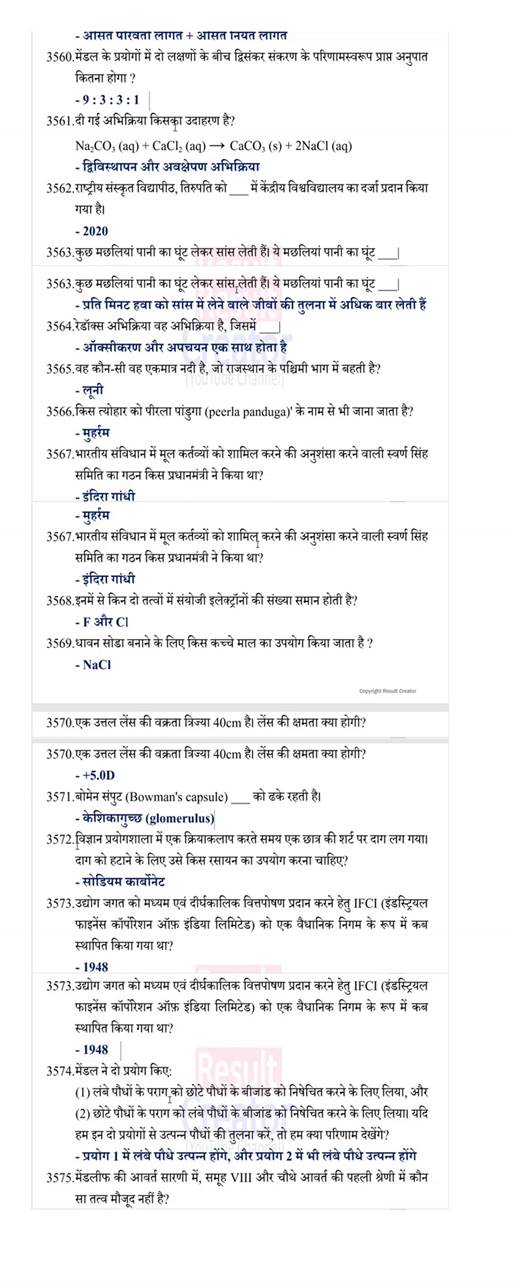 - औसत परिवर्ती लागत + औसत नियत लागत
3560.मेंडल के प्रयोगों में दो लक्षणों के बीच द्विसंकर संकरण के परिणामस्वरूप प्राप्त अनुपात
कितना होगा ?
- 9 : 3 : 3 : 1
3561.दी गई अभिक्रिया किसका उदाहरण है?
Na₂CO₃ (aq) + CaCl₂ (aq) → CaCO₃ (s) + 2NaCl (aq)
- द्विविस्थापन और अवक्षेपण अभिक्रिया
3562.राष्ट्रीय संस्कृत विद्यापीठ, तिरुपति को ___ में केंद्रीय विश्वविद्यालय का दर्जा प्रदान किया
गया है।
- 2020
3563.कुछ मछलियां पानी का घूंट लेकर सांस लेती हैं। ये मछलियां पानी का घूंट ___।
3563.कुछ मछलियां पानी का घूंट लेकर सांस लेती हैं। ये मछलियां पानी का घूंट ___।
- प्रति मिनट हवा को सांस में लेने वाले जीवों की तुलना में अधिक बार लेती हैं
3564.रेडॉक्स अभिक्रिया वह अभिक्रिया है, जिसमें ___।
- ऑक्सीकरण और अपचयन एक साथ होता है
Creator
3565.वह कौन-सी वह एकमात्र नदी है, जो राजस्थान के पश्चिमी भाग में बहती है?
(YouTube Channel)
- लूनी
3566.किस त्योहार को पीरला पांडुगा (peerla panduga)' के नाम से भी जाना जाता है?
- मुहर्रम
3567.भारतीय संविधान में मूल कर्तव्यों को शामिल करने की अनुशंसा करने वाली स्वर्ण सिंह
समिति का गठन किस प्रधानमंत्री ने किया था?
- इंदिरा गांधी
- मुहर्रम
3567.भारतीय संविधान में मूल कर्तव्यों को शामिल करने की अनुशंसा करने वाली स्वर्ण सिंह
समिति का गठन किस प्रधानमंत्री ने किया था?
- इंदिरा गांधी
3568.इनमें से किन दो तत्वों में संयोजी इलेक्ट्रॉनों की संख्या समान होती है?
- F और Cl
3569.धावन सोडा बनाने के लिए किस कच्चे माल का उपयोग किया जाता है ?
- NaCl
Copyright Result Creator
3570.एक उत्तल लेंस की वक्रता त्रिज्या 40cm है। लेंस की क्षमता क्या होगी?
3570.एक उत्तल लेंस की वक्रता त्रिज्या 40cm है। लेंस की क्षमता क्या होगी?
- +5.0D
3571.बोमेन संपुट (Bowman's capsule) ___ को ढके रहती है।
- केशिकागुच्छ (glomerulus)
3572.विज्ञान प्रयोगशाला में एक क्रियाकलाप करते समय एक छात्र की शर्ट पर दाग लग गया।
दाग को हटाने के लिए उसे किस रसायन का उपयोग करना चाहिए?
- सोडियम कार्बोनेट
3573.उद्योग जगत को मध्यम एवं दीर्घकालिक वित्तपोषण प्रदान करने हेतु IFCI (इंडस्ट्रियल
फाइनेंस कॉर्पोरेशन ऑफ़ इंडिया लिमिटेड) को एक वैधानिक निगम के रूप में कब
स्थापित किया गया था?
- 1948
3573.उद्योग जगत को मध्यम एवं दीर्घकालिक वित्तपोषण प्रदान करने हेतु IFCI (इंडस्ट्रियल
फाइनेंस कॉर्पोरेशन ऑफ़ इंडिया लिमिटेड) को एक वैधानिक निगम के रूप में कब
स्थापित किया गया था?
- 1948
Result
3574.मेंडल ने दो प्रयोग किए:
(1) लंबे पौधों के पराग को छोटे पौधों के बीजांड को निषेचित करने के लिए लिया, और
(2) छोटे पौधों के पराग को लंबे पौधों के बीजांड को निषेचित करने के लिए लिया। यदि
हम इन दो प्रयोगों से उत्पन्न पौधों की तुलना करें, तो हम क्या परिणाम देखेंगे?
- प्रयोग 1 में लंबे पौधे उत्पन्न होंगे, और प्रयोग 2 में भी लंबे पौधे उत्पन्न होंगे
3575.मेंडलीफ की आवर्त सारणी में, समूह VIII और चौथे आवर्त की पहली श्रेणी में कौन
सा तत्व मौजूद नहीं है?